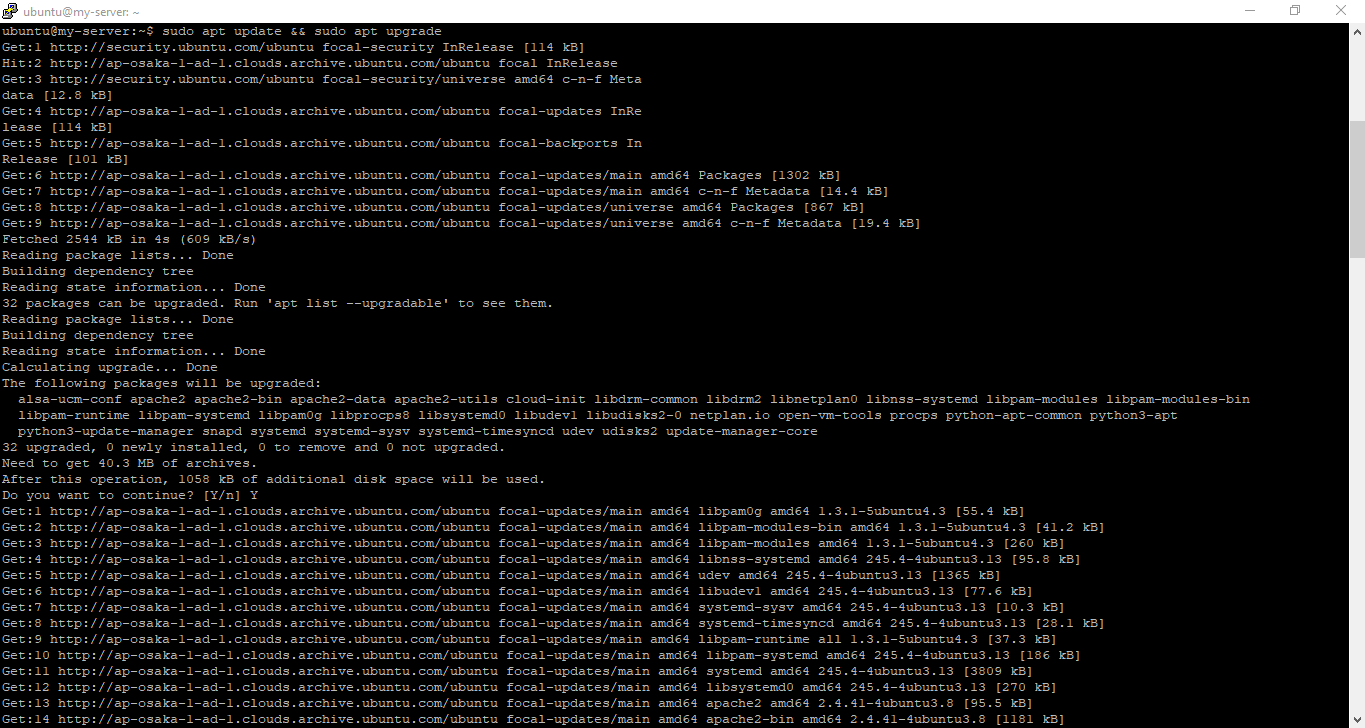 ubuntu@my-server: ~
ubuntu@my-server:~$ sudo apt update && sudo apt upgrade
Get:1 http://security.ubuntu.com/ubuntu focal-security InRelease [114 kB]
Hit:2 http://ap-osaka-1-ad-1.clouds.archive.ubuntu.com/ubuntu focal InRelease
Get:3 http://security.ubuntu.com/ubuntu focal-security/universe amd64 c-n-f Meta
data [12.8 kB]
Get:4 http://ap-osaka-1-ad-1.clouds.archive.ubuntu.com/ubuntu focal-updates InRe
lease [114 kB]
Get:5 http://ap-osaka-1-ad-1.clouds.archive.ubuntu.com/ubuntu focal-backports In
Release [101 kB]
Get:6 http://ap-osaka-1-ad-1.clouds.archive.ubuntu.com/ubuntu focal-updates/main amd64 Packages [1302 kB]
Get:7 http://ap-osaka-1-ad-1.clouds.archive.ubuntu.com/ubuntu focal-updates/main amd64 c-n-f Metadata [14.4 kB]
Get:8 http://ap-osaka-1-ad-1.clouds.archive.ubuntu.com/ubuntu focal-updates/universe amd64 Packages [867 kB]
Get:9 http://ap-osaka-1-ad-1.clouds.archive.ubuntu.com/ubuntu focal-updates/universe amd64 c-n-f Metadata [19.4 kB]
Fetched 2544 kB in 4s (609 kB/s)
Reading package lists... Done
Building dependency tree
Reading state information... Done
32 packages can be upgraded. Run 'apt list --upgradable' to see them.
Reading package lists... Done
Building dependency tree
Reading state information... Done
Calculating upgrade... Done
The following packages will be upgraded:
  alsa-ucm-conf apache2 apache2-bin apache2-data apache2-utils cloud-init libdrm-common libdrm2 libnetplan0 libnss-systemd libpam-modules libpam-modules-bin
  libpam-runtime libpam-systemd libpam0g libprocps8 libsystemd0 libudev1 libudisks2-0 netplan.io open-vm-tools procps python-apt-common python3-apt
  python3-update-manager snapd systemd systemd-sysv systemd-timesyncd udev udisks2 update-manager-core
32 upgraded, 0 newly installed, 0 to remove and 0 not upgraded.
Need to get 40.3 MB of archives.
After this operation, 1058 kB of additional disk space will be used.
Do you want to continue? [Y/n] Y
Get:1 http://ap-osaka-1-ad-1.clouds.archive.ubuntu.com/ubuntu focal-updates/main amd64 libpam0g amd64 1.3.1-5ubuntu4.3 [55.4 kB]
Get:2 http://ap-osaka-1-ad-1.clouds.archive.ubuntu.com/ubuntu focal-updates/main amd64 libpam-modules-bin amd64 1.3.1-5ubuntu4.3 [41.2 kB]
Get:3 http://ap-osaka-1-ad-1.clouds.archive.ubuntu.com/ubuntu focal-updates/main amd64 libpam-modules amd64 1.3.1-5ubuntu4.3 [260 kB]
Get:4 http://ap-osaka-1-ad-1.clouds.archive.ubuntu.com/ubuntu focal-updates/main amd64 libnss-systemd amd64 245.4-4ubuntu3.13 [95.8 kB]
Get:5 http://ap-osaka-1-ad-1.clouds.archive.ubuntu.com/ubuntu focal-updates/main amd64 udev amd64 245.4-4ubuntu3.13 [1365 kB]
Get:6 http://ap-osaka-1-ad-1.clouds.archive.ubuntu.com/ubuntu focal-updates/main amd64 libudev1 amd64 245.4-4ubuntu3.13 [77.6 kB]
Get:7 http://ap-osaka-1-ad-1.clouds.archive.ubuntu.com/ubuntu focal-updates/main amd64 systemd-sysv amd64 245.4-4ubuntu3.13 [10.3 kB]
Get:8 http://ap-osaka-1-ad-1.clouds.archive.ubuntu.com/ubuntu focal-updates/main amd64 systemd-timesyncd amd64 245.4-4ubuntu3.13 [28.1 kB]
Get:9 http://ap-osaka-1-ad-1.clouds.archive.ubuntu.com/ubuntu focal-updates/main amd64 libpam-runtime all 1.3.1-5ubuntu4.3 [37.3 kB]
Get:10 http://ap-osaka-1-ad-1.clouds.archive.ubuntu.com/ubuntu focal-updates/main amd64 libpam-systemd amd64 245.4-4ubuntu3.13 [186 kB]
Get:11 http://ap-osaka-1-ad-1.clouds.archive.ubuntu.com/ubuntu focal-updates/main amd64 systemd amd64 245.4-4ubuntu3.13 [3809 kB]
Get:12 http://ap-osaka-1-ad-1.clouds.archive.ubuntu.com/ubuntu focal-updates/main amd64 libsystemd0 amd64 245.4-4ubuntu3.13 [270 kB]
Get:13 http://ap-osaka-1-ad-1.clouds.archive.ubuntu.com/ubuntu focal-updates/main amd64 apache2 amd64 2.4.41-4ubuntu3.8 [95.5 kB]
Get:14 http://ap-osaka-1-ad-1.clouds.archive.ubuntu.com/ubuntu focal-updates/main amd64 apache2-bin amd64 2.4.41-4ubuntu3.8 [1181 kB]